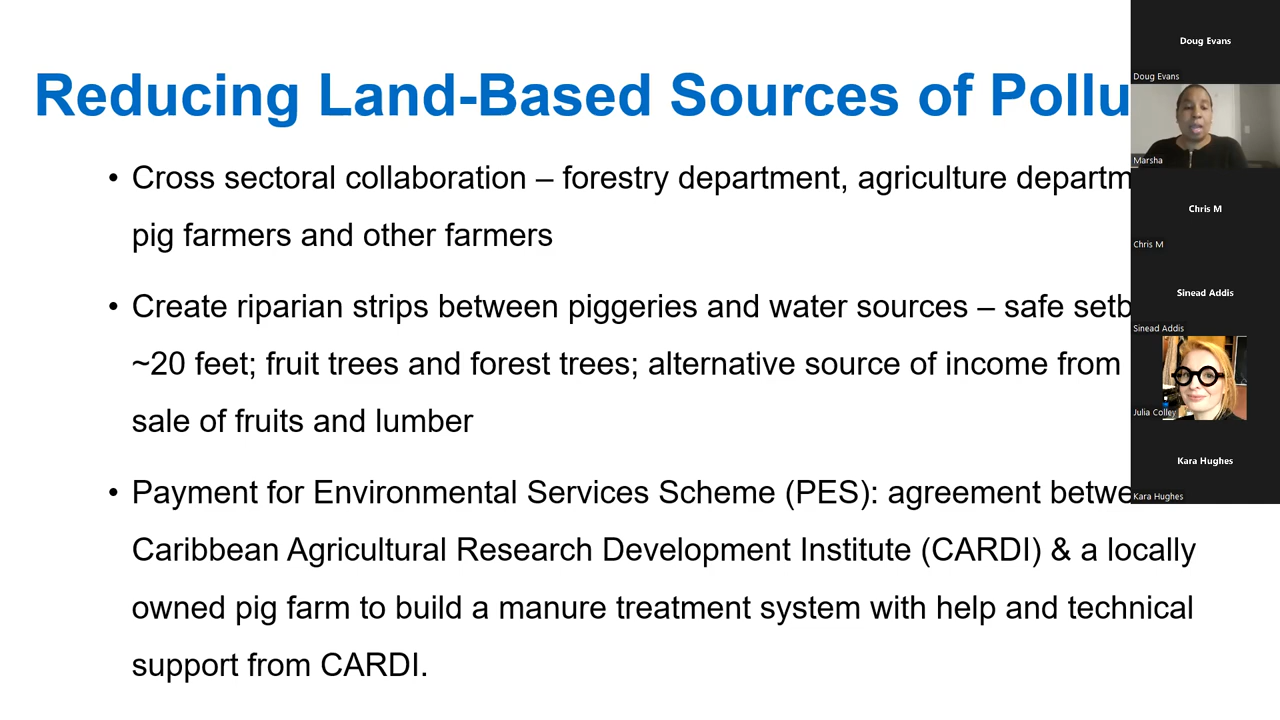 Reducing Land-Based Sources of Pollu
• Cross sectoral collaboration – forestry department, agriculture departm
pig farmers and other farmers
• Create riparian strips between piggeries and water sources – safe setb
~20 feet; fruit trees and forest trees; alternative source of income from
sale of fruits and lumber
• Payment for Environmental Services Scheme (PES): agreement betwe
Caribbean Agricultural Research Development Institute (CARDI) & a locally
owned pig farm to build a manure treatment system with help and technical
support from CARDI.
Doug Evans
Doug Evans
Marsha
Chris M
Chris M
Sinead Addis
Sinead Addis
Julia Colley
Kara Hughes
Kara Hughes